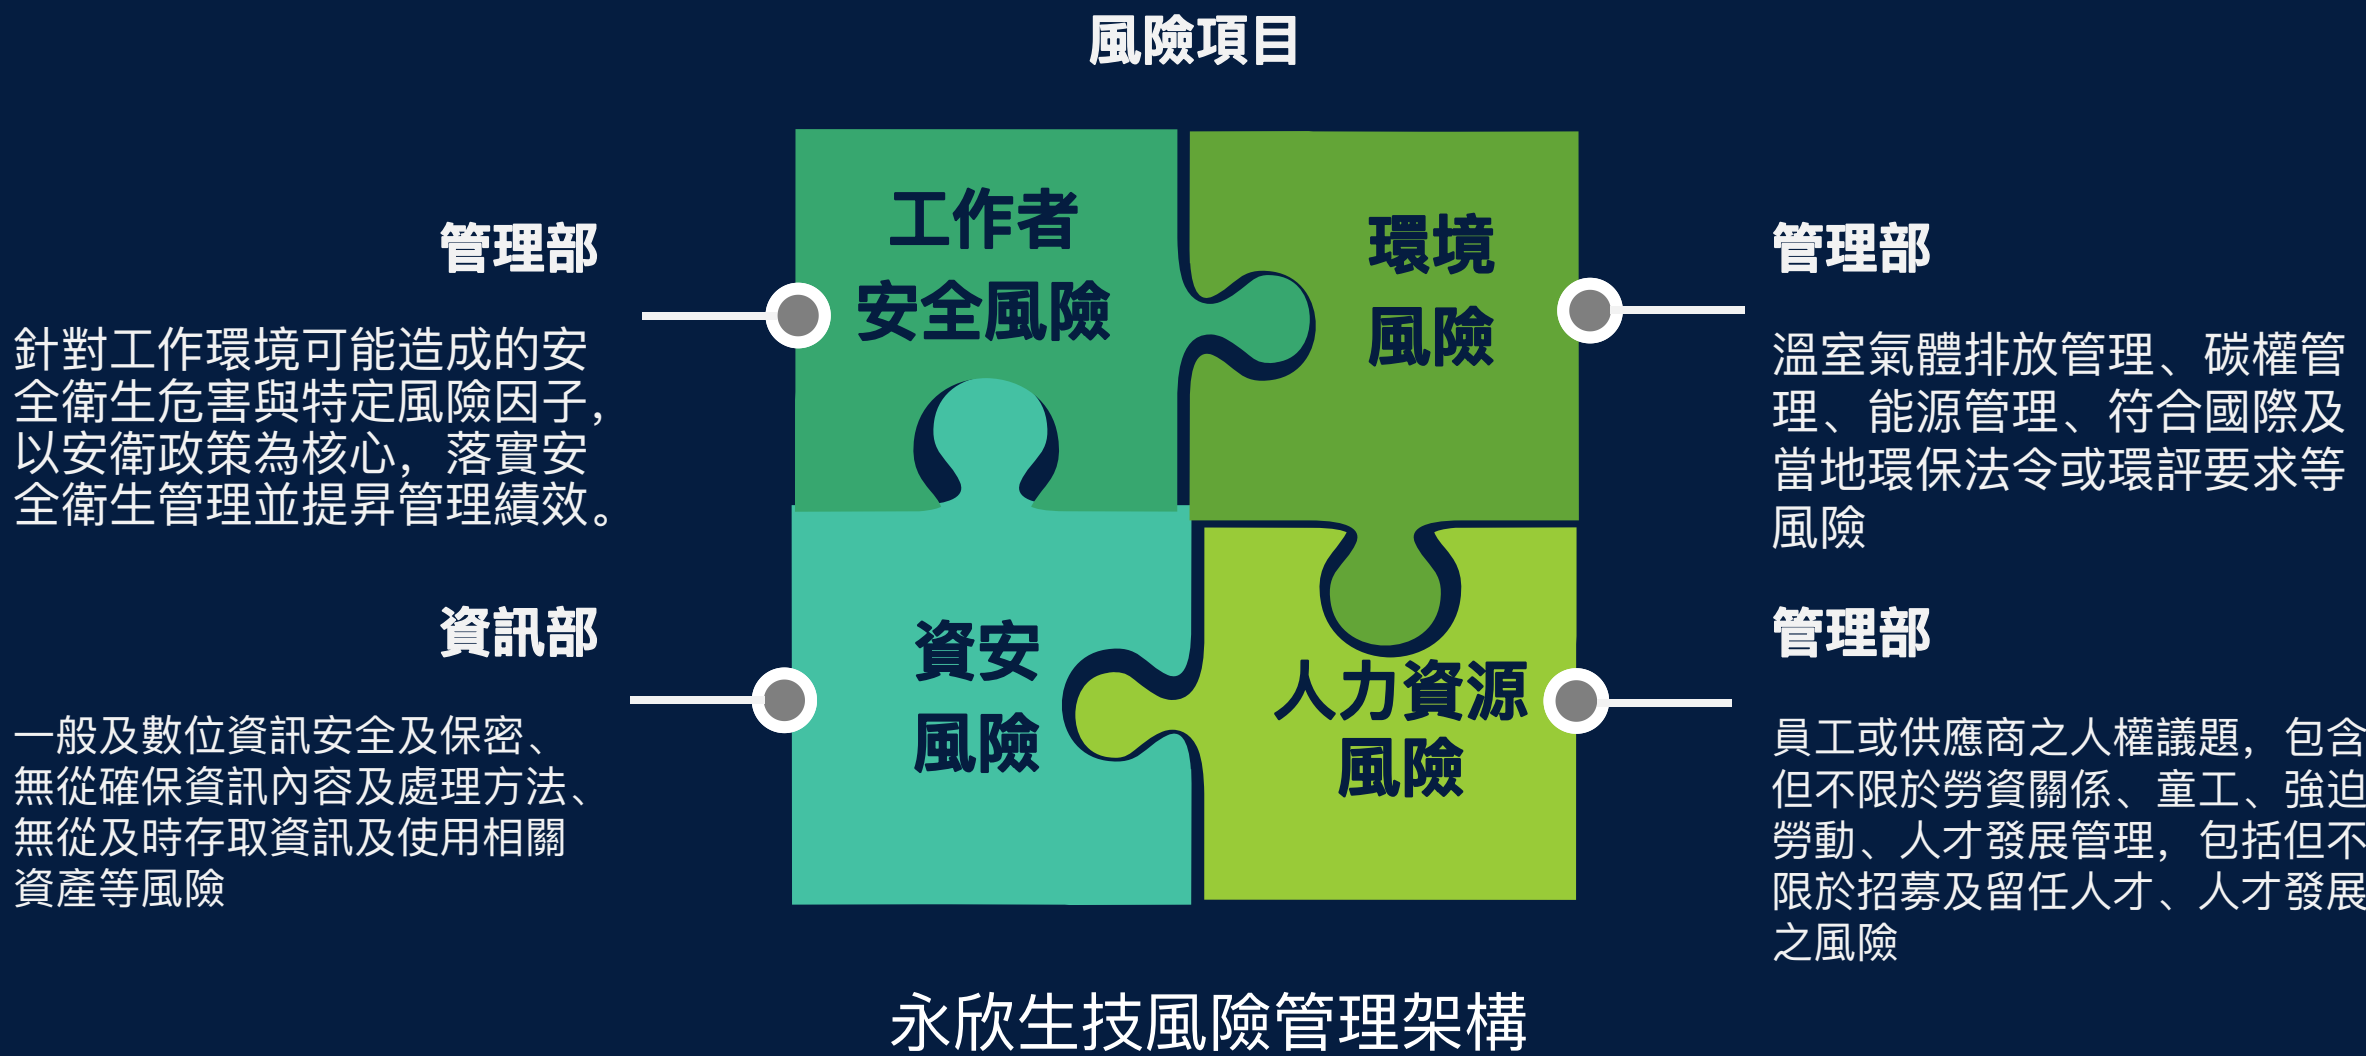 風險項目
管理部
針對工作環境可能造成的安
全衛生危害與特定風險因子，
以安衛政策為核心，落實安
全衛生管理並提昇管理績效。
工作者
安全風險
環境
風險
管理部
溫室氣體排放管理、碳權管
理、能源管理、符合國際及
當地環保法令或環評要求等
風險
資訊部
一般及數位資訊安全及保密、
無從確保資訊內容及處理方法、
無從及時存取資訊及使用相關
資產等風險
資安
風險
人力資源
風險
管理部
員工或供應商之人權議題，包含
但不限於勞資關係、童工、強迫
勞動、人才發展管理，包括但不
限於招募及留任人才、人才發展
之風險
永欣生技風險管理架構